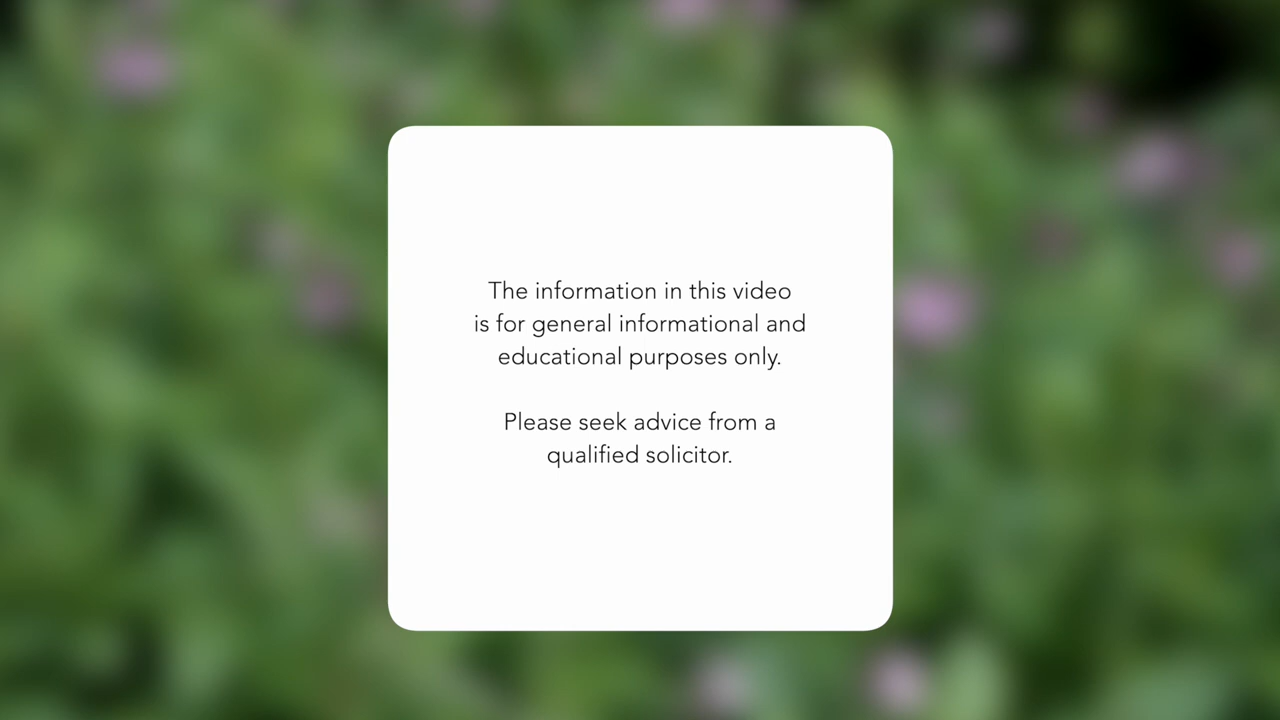 The information in this video
is for general informational and
educational purposes only.
Please seek advice from a
qualified solicitor.